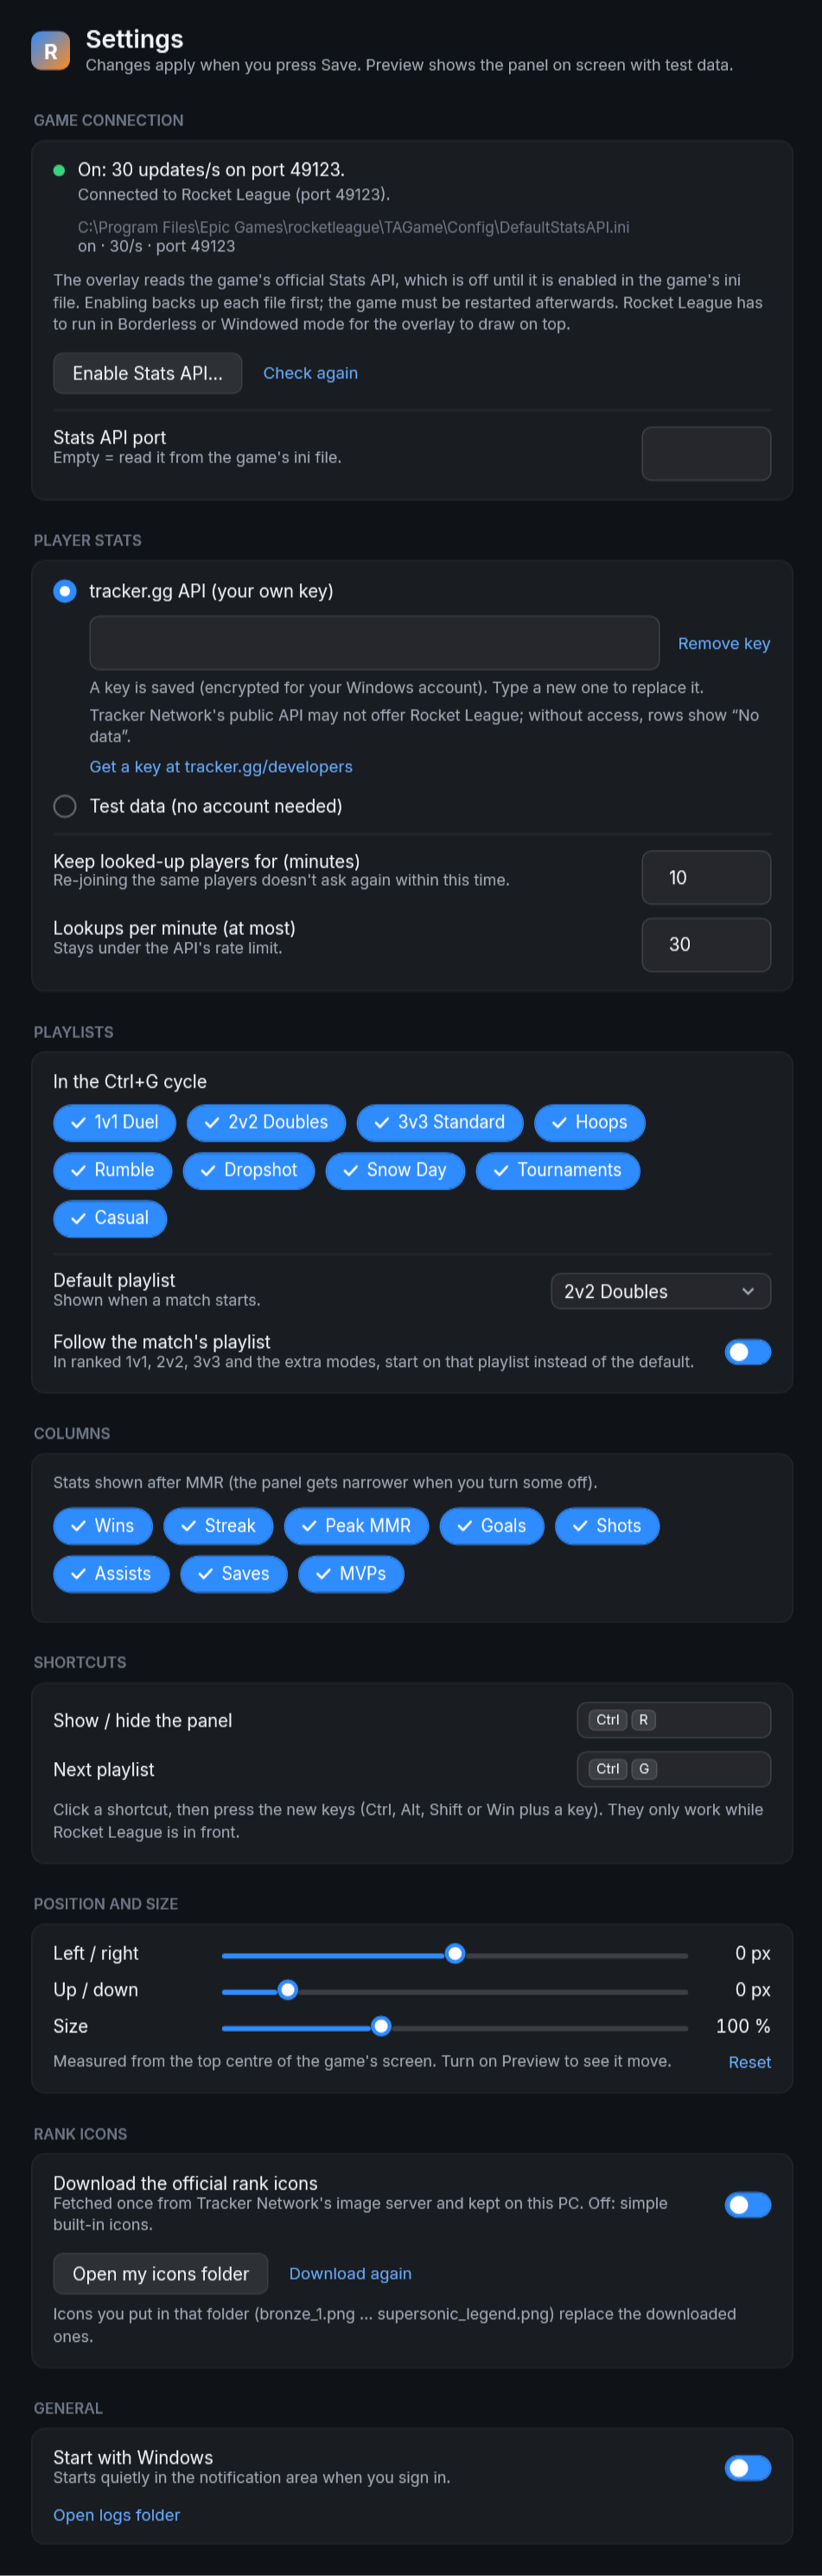 R
Settings
Changes apply when you press Save. Preview shows the panel on screen with test data.
GAME CONNECTION
On: 30 updates/s on port 49123.
Connected to Rocket League (port 49123).
C:\Program Files\Epic Games\rocketleague\TAGame\Config\DefaultStatsAPI.ini
on · 30/s · port 49123
The overlay reads the game's official Stats API, which is off until it is enabled in the game's ini
file. Enabling backs up each file first; the game must be restarted afterwards. Rocket League has
to run in Borderless or Windowed mode for the overlay to draw on top.
Enable Stats API... Check again
Stats API port
Empty = read it from the game's ini file.
PLAYER STATS
tracker.gg API (your own key)
Remove key
A key is saved (encrypted for your Windows account). Type a new one to replace it.
Tracker Network's public API may not offer Rocket League; without access, rows show “No
data”.
Get a key at tracker.gg/developers
Test data (no account needed)
Keep looked-up players for (minutes)
Re-joining the same players doesn't ask again within this time.
10
Lookups per minute (at most)
Stays under the API's rate limit.
30
PLAYLISTS
In the Ctrl+G cycle
1v1 Duel 2v2 Doubles 3v3 Standard Hoops
Rumble Dropshot Snow Day Tournaments
Casual
Default playlist
Shown when a match starts.
2v2 Doubles
Follow the match's playlist
In ranked 1v1, 2v2, 3v3 and the extra modes, start on that playlist instead of the default.
COLUMNS
Stats shown after MMR (the panel gets narrower when you turn some off).
Wins Streak Peak MMR Goals Shots
Assists Saves MVPs
SHORTCUTS
Show / hide the panel Ctrl R
Next playlist Ctrl G
Click a shortcut, then press the new keys (Ctrl, Alt, Shift or Win plus a key). They only work while
Rocket League is in front.
POSITION AND SIZE
Left / right 0 px
Up / down 0 px
Size 100 %
Measured from the top centre of the game's screen. Turn on Preview to see it move. Reset
RANK ICONS
Download the official rank icons
Fetched once from Tracker Network's image server and kept on this PC. Off: simple
built-in icons.
Open my icons folder Download again
Icons you put in that folder (bronze_1.png ... supersonic_legend.png) replace the downloaded
ones.
GENERAL
Start with Windows
Starts quietly in the notification area when you sign in.
Open logs folder